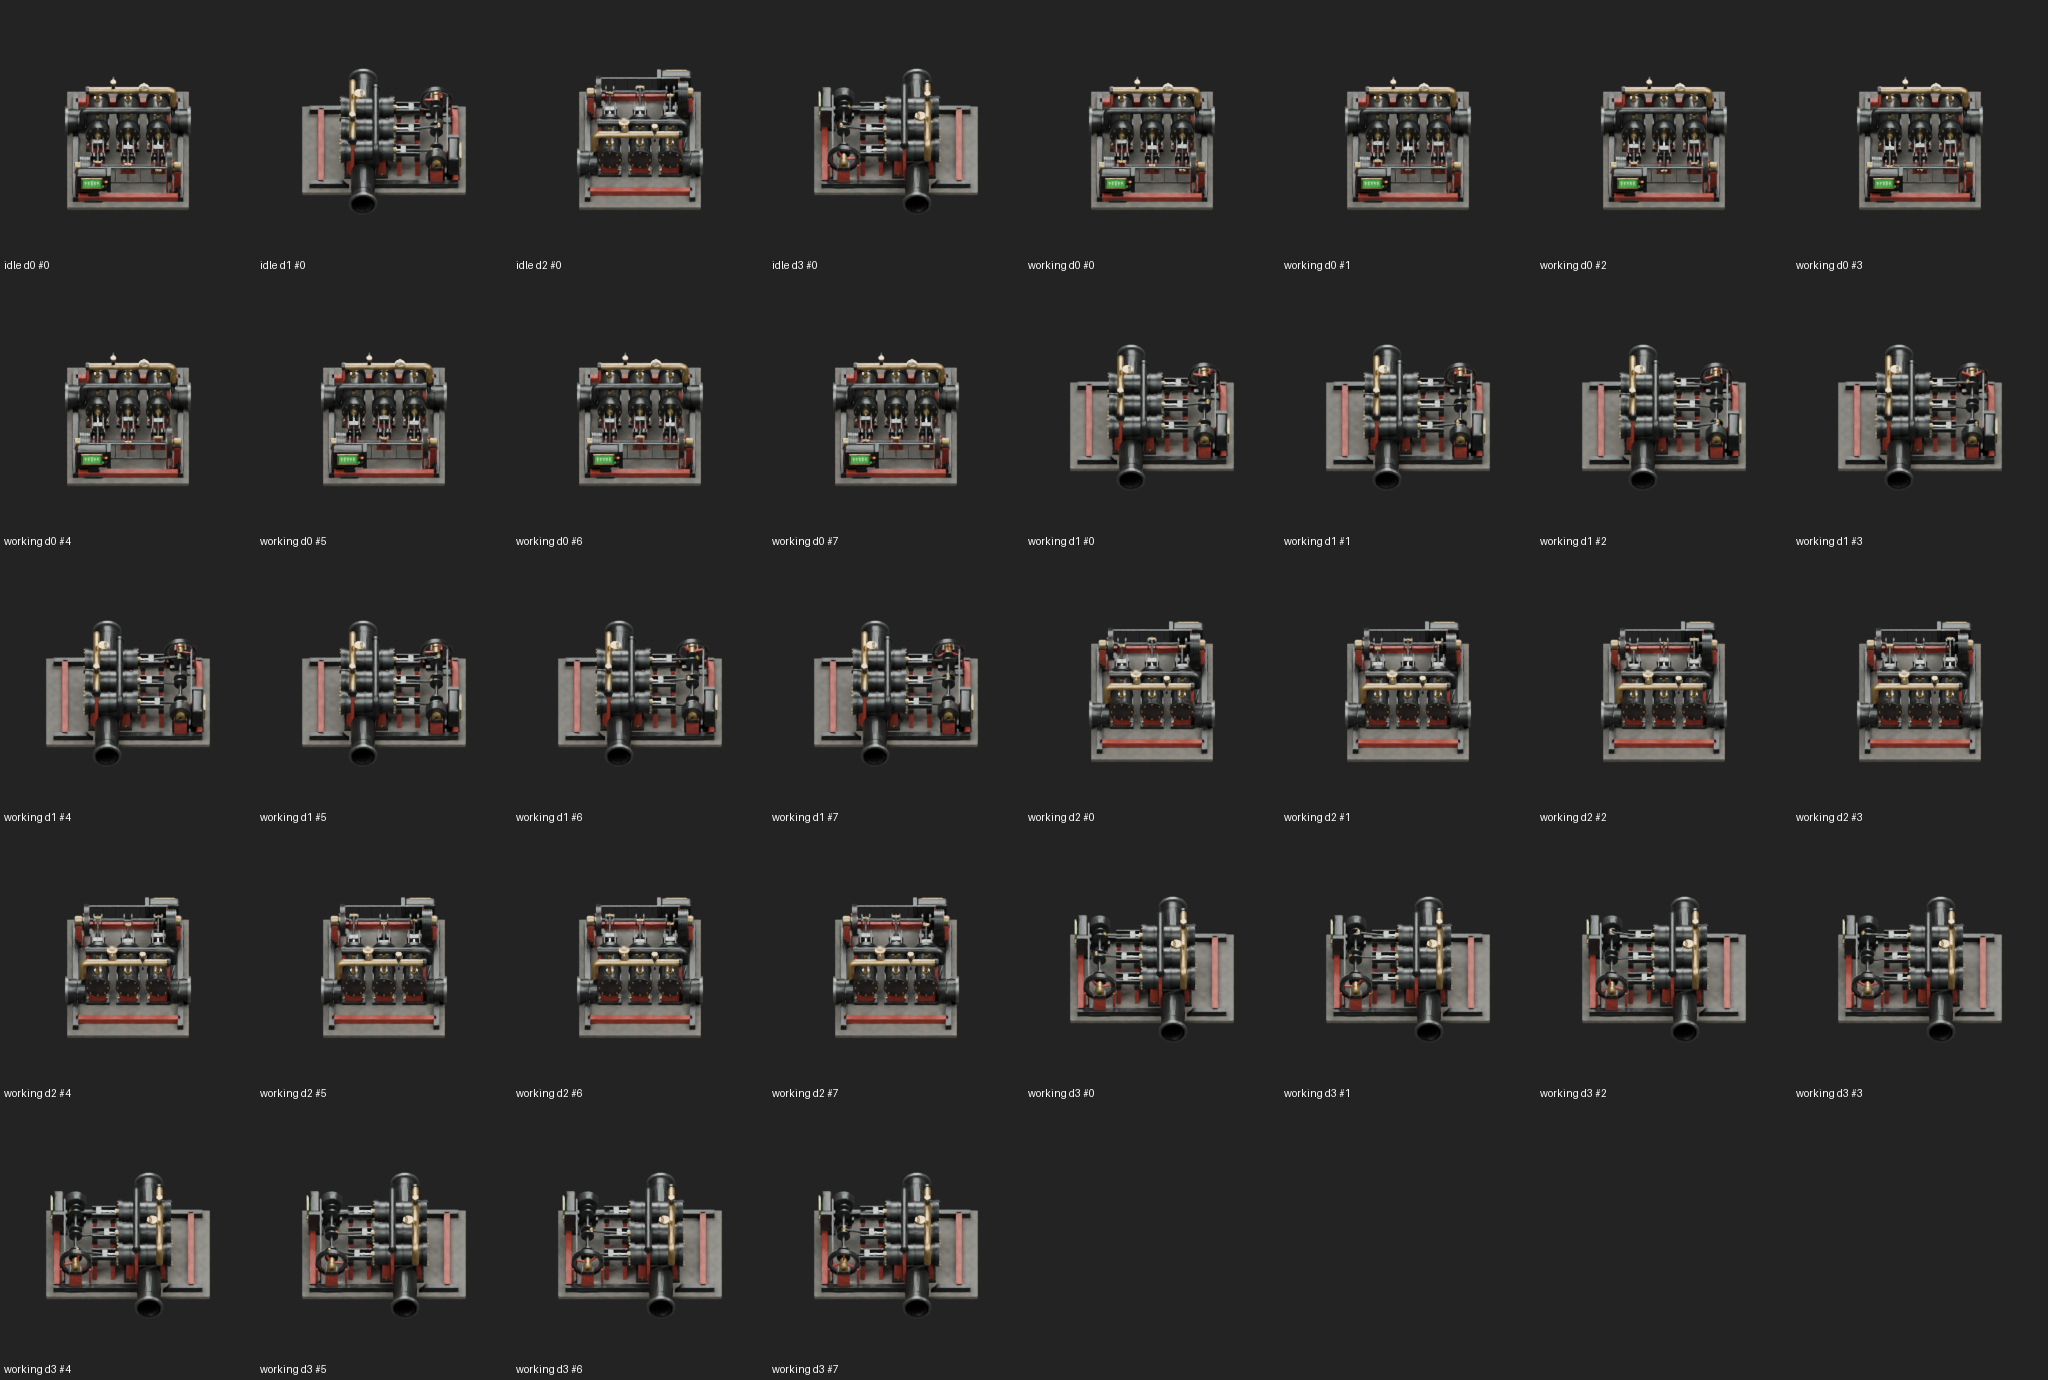 idle d0 #0
idle d1 #0
idle d2 #0
idle d3 #0
working d0 #0
working d0 #1
working d0 #2
working d0 #3
working d0 #4
working d0 #5
working d0 #6
working d0 #7
working d1 #0
working d1 #1
working d1 #2
working d1 #3
working d1 #4
working d1 #5
working d1 #6
working d1 #7
working d2 #0
working d2 #1
working d2 #2
working d2 #3
working d2 #4
working d2 #5
working d2 #6
working d2 #7
working d3 #0
working d3 #1
working d3 #2
working d3 #3
working d3 #4
working d3 #5
working d3 #6
working d3 #7